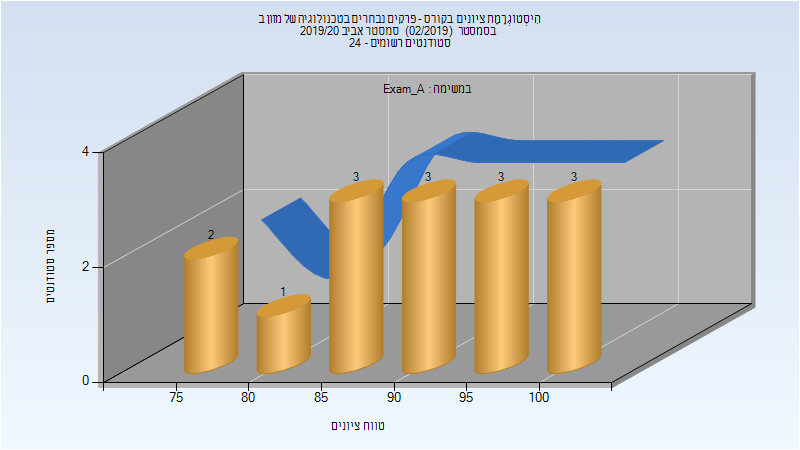 הִיסְטוֹגְרָמַת ציונים בקורס - פרקים נבחרים בטכנולוגיה של מזון ב
בסמסטר (02/2019) סמסטר אביב 2019/20
סטודנטים רשומים - 24
במשימה : Exam_A
מספר סטודנטים
4
2
0
2
1
3
3
3
3
75
80
85
90
95
100
טווח ציונים